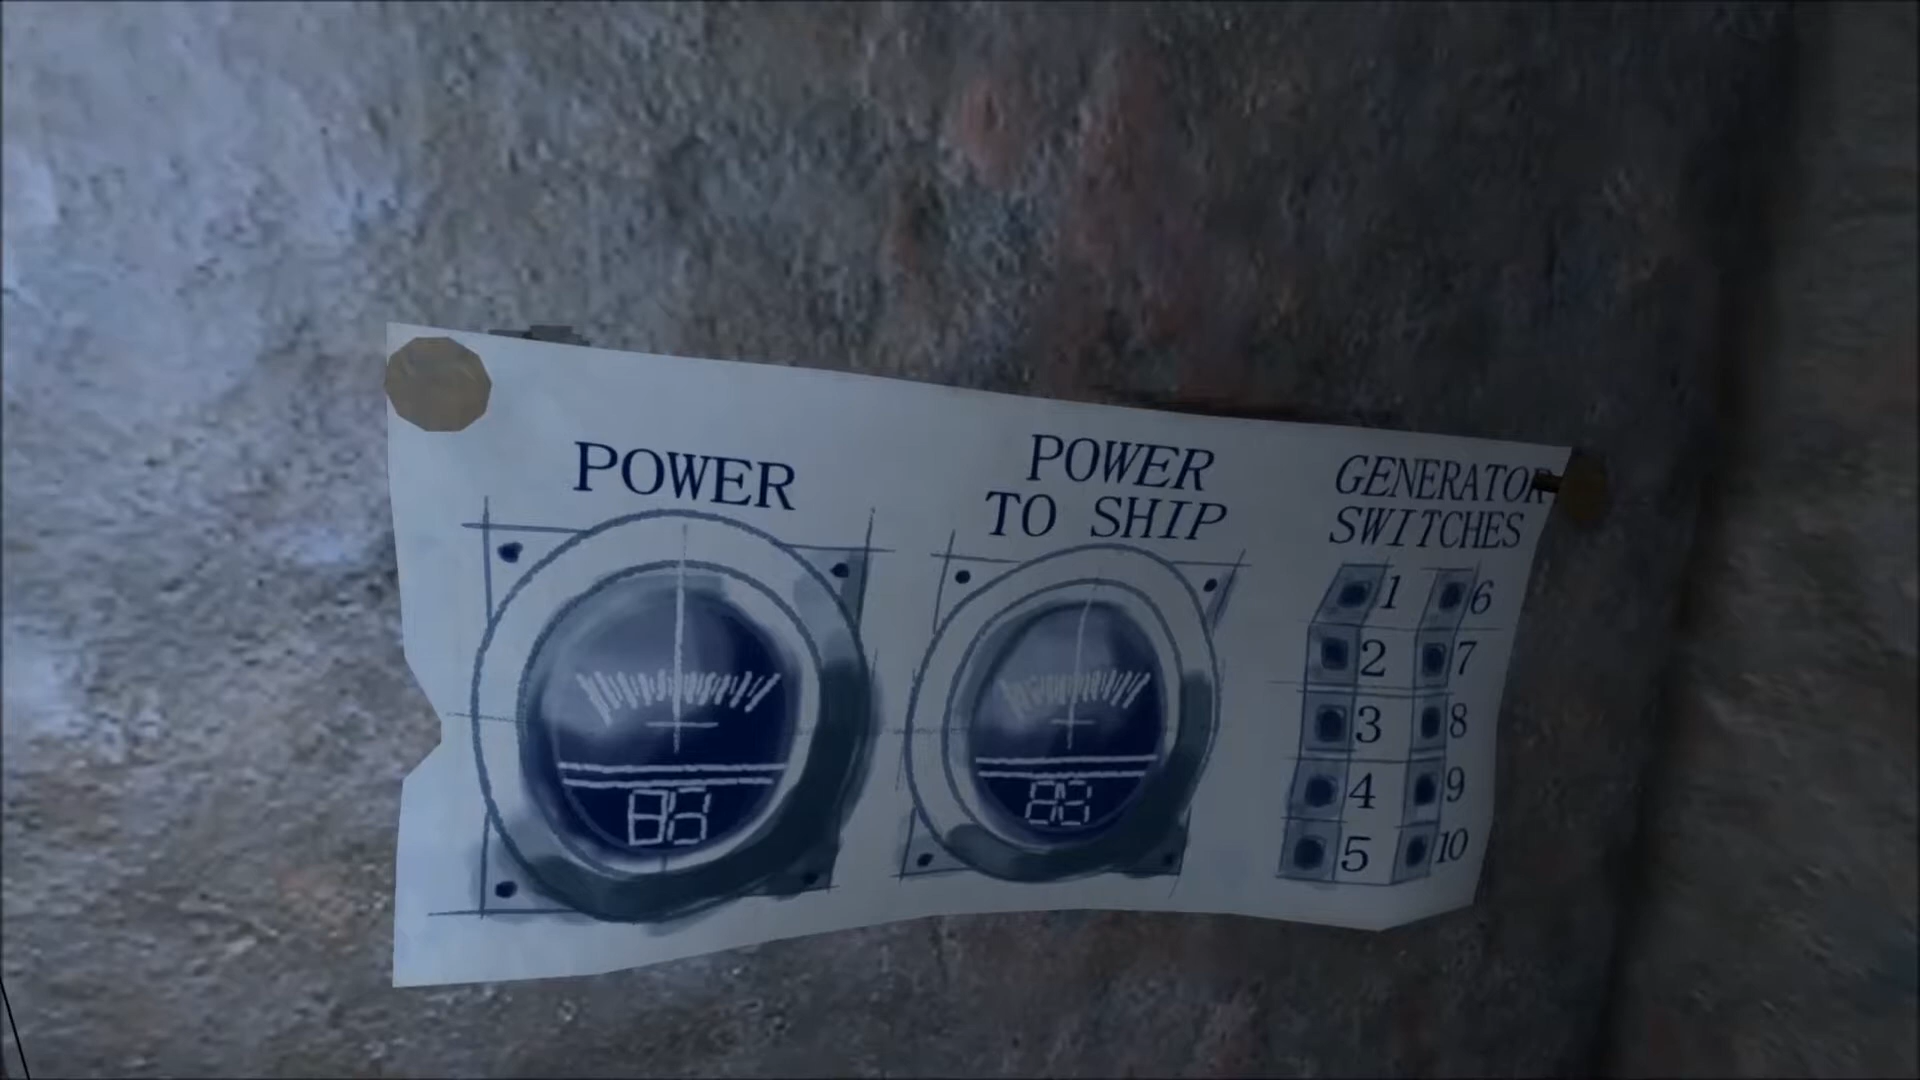 POWER
POWER
TO SHIP
GENERATOR
SWITCHES
1 6
2 7
3 8
4 9
5 10